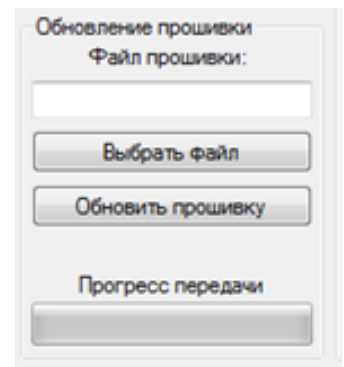 Обновление прошивки
Файл прошивки:
Выбрать файл
Обновить прошивку
Прогресс передачи